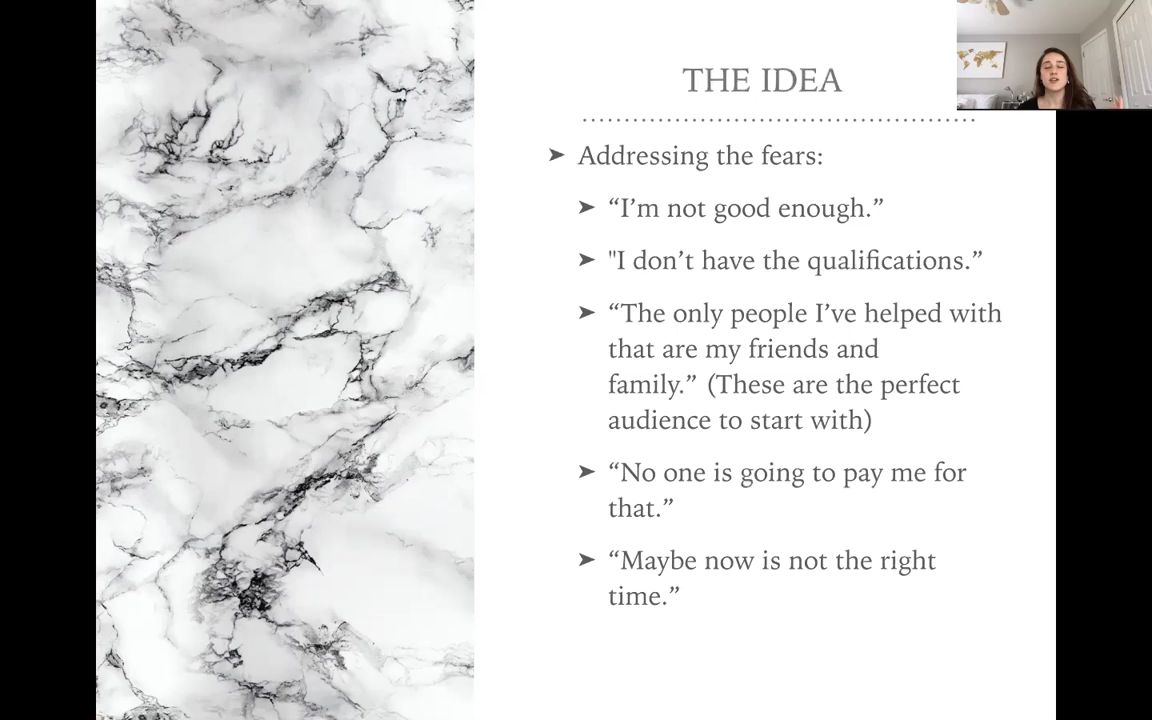 THE IDEA
➤ Addressing the fears:
➤ “I’m not good enough.”
➤ "I don’t have the qualifications.”
➤ “The only people I’ve helped with
that are my friends and
family.” (These are the perfect
audience to start with)
➤ “No one is going to pay me for
that.”
➤ “Maybe now is not the right
time.”